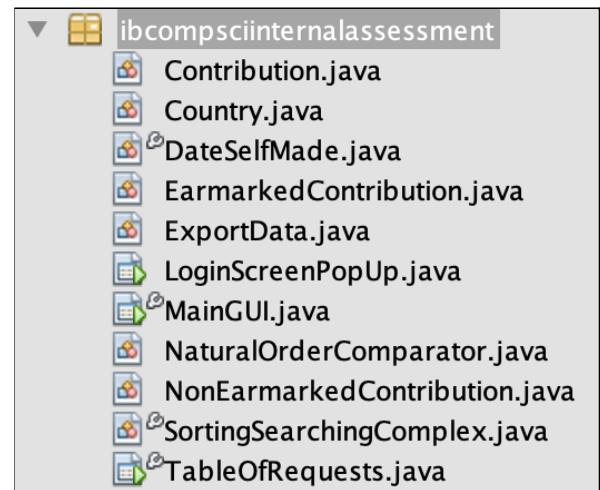 ibcompsciinternalassessment
Contribution.java
Country.java
DateSelfMade.java
EarmarkedContribution.java
ExportData.java
LoginScreenPopUp.java
MainGUI.java
NaturalOrderComparator.java
NonEarmarkedContribution.java
SortingSearchingComplex.java
TableOfRequests.java